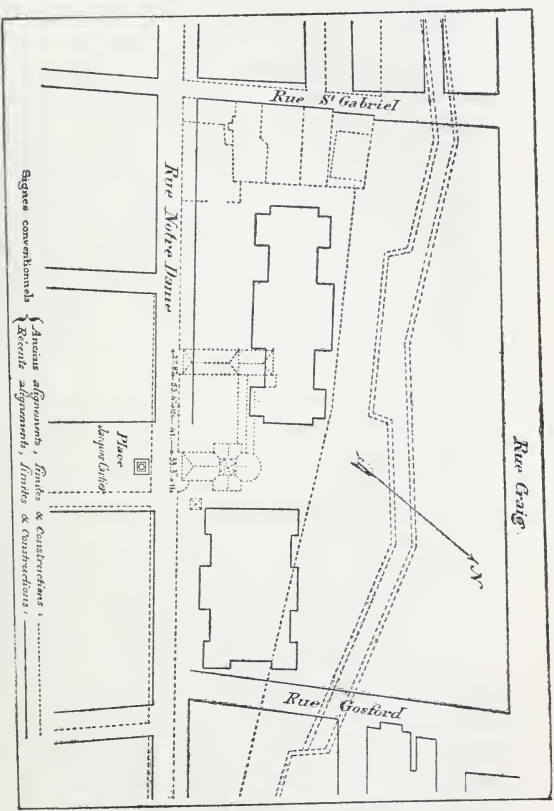 Rue St Gabriel
Rue Craig
Rue Notre Dame
N
Place
Jacques Cartier
Rue Gosford
Signes conventionnels { Anciens alignements, limites & Constructions :
Récents alignements, limites & Constructions :